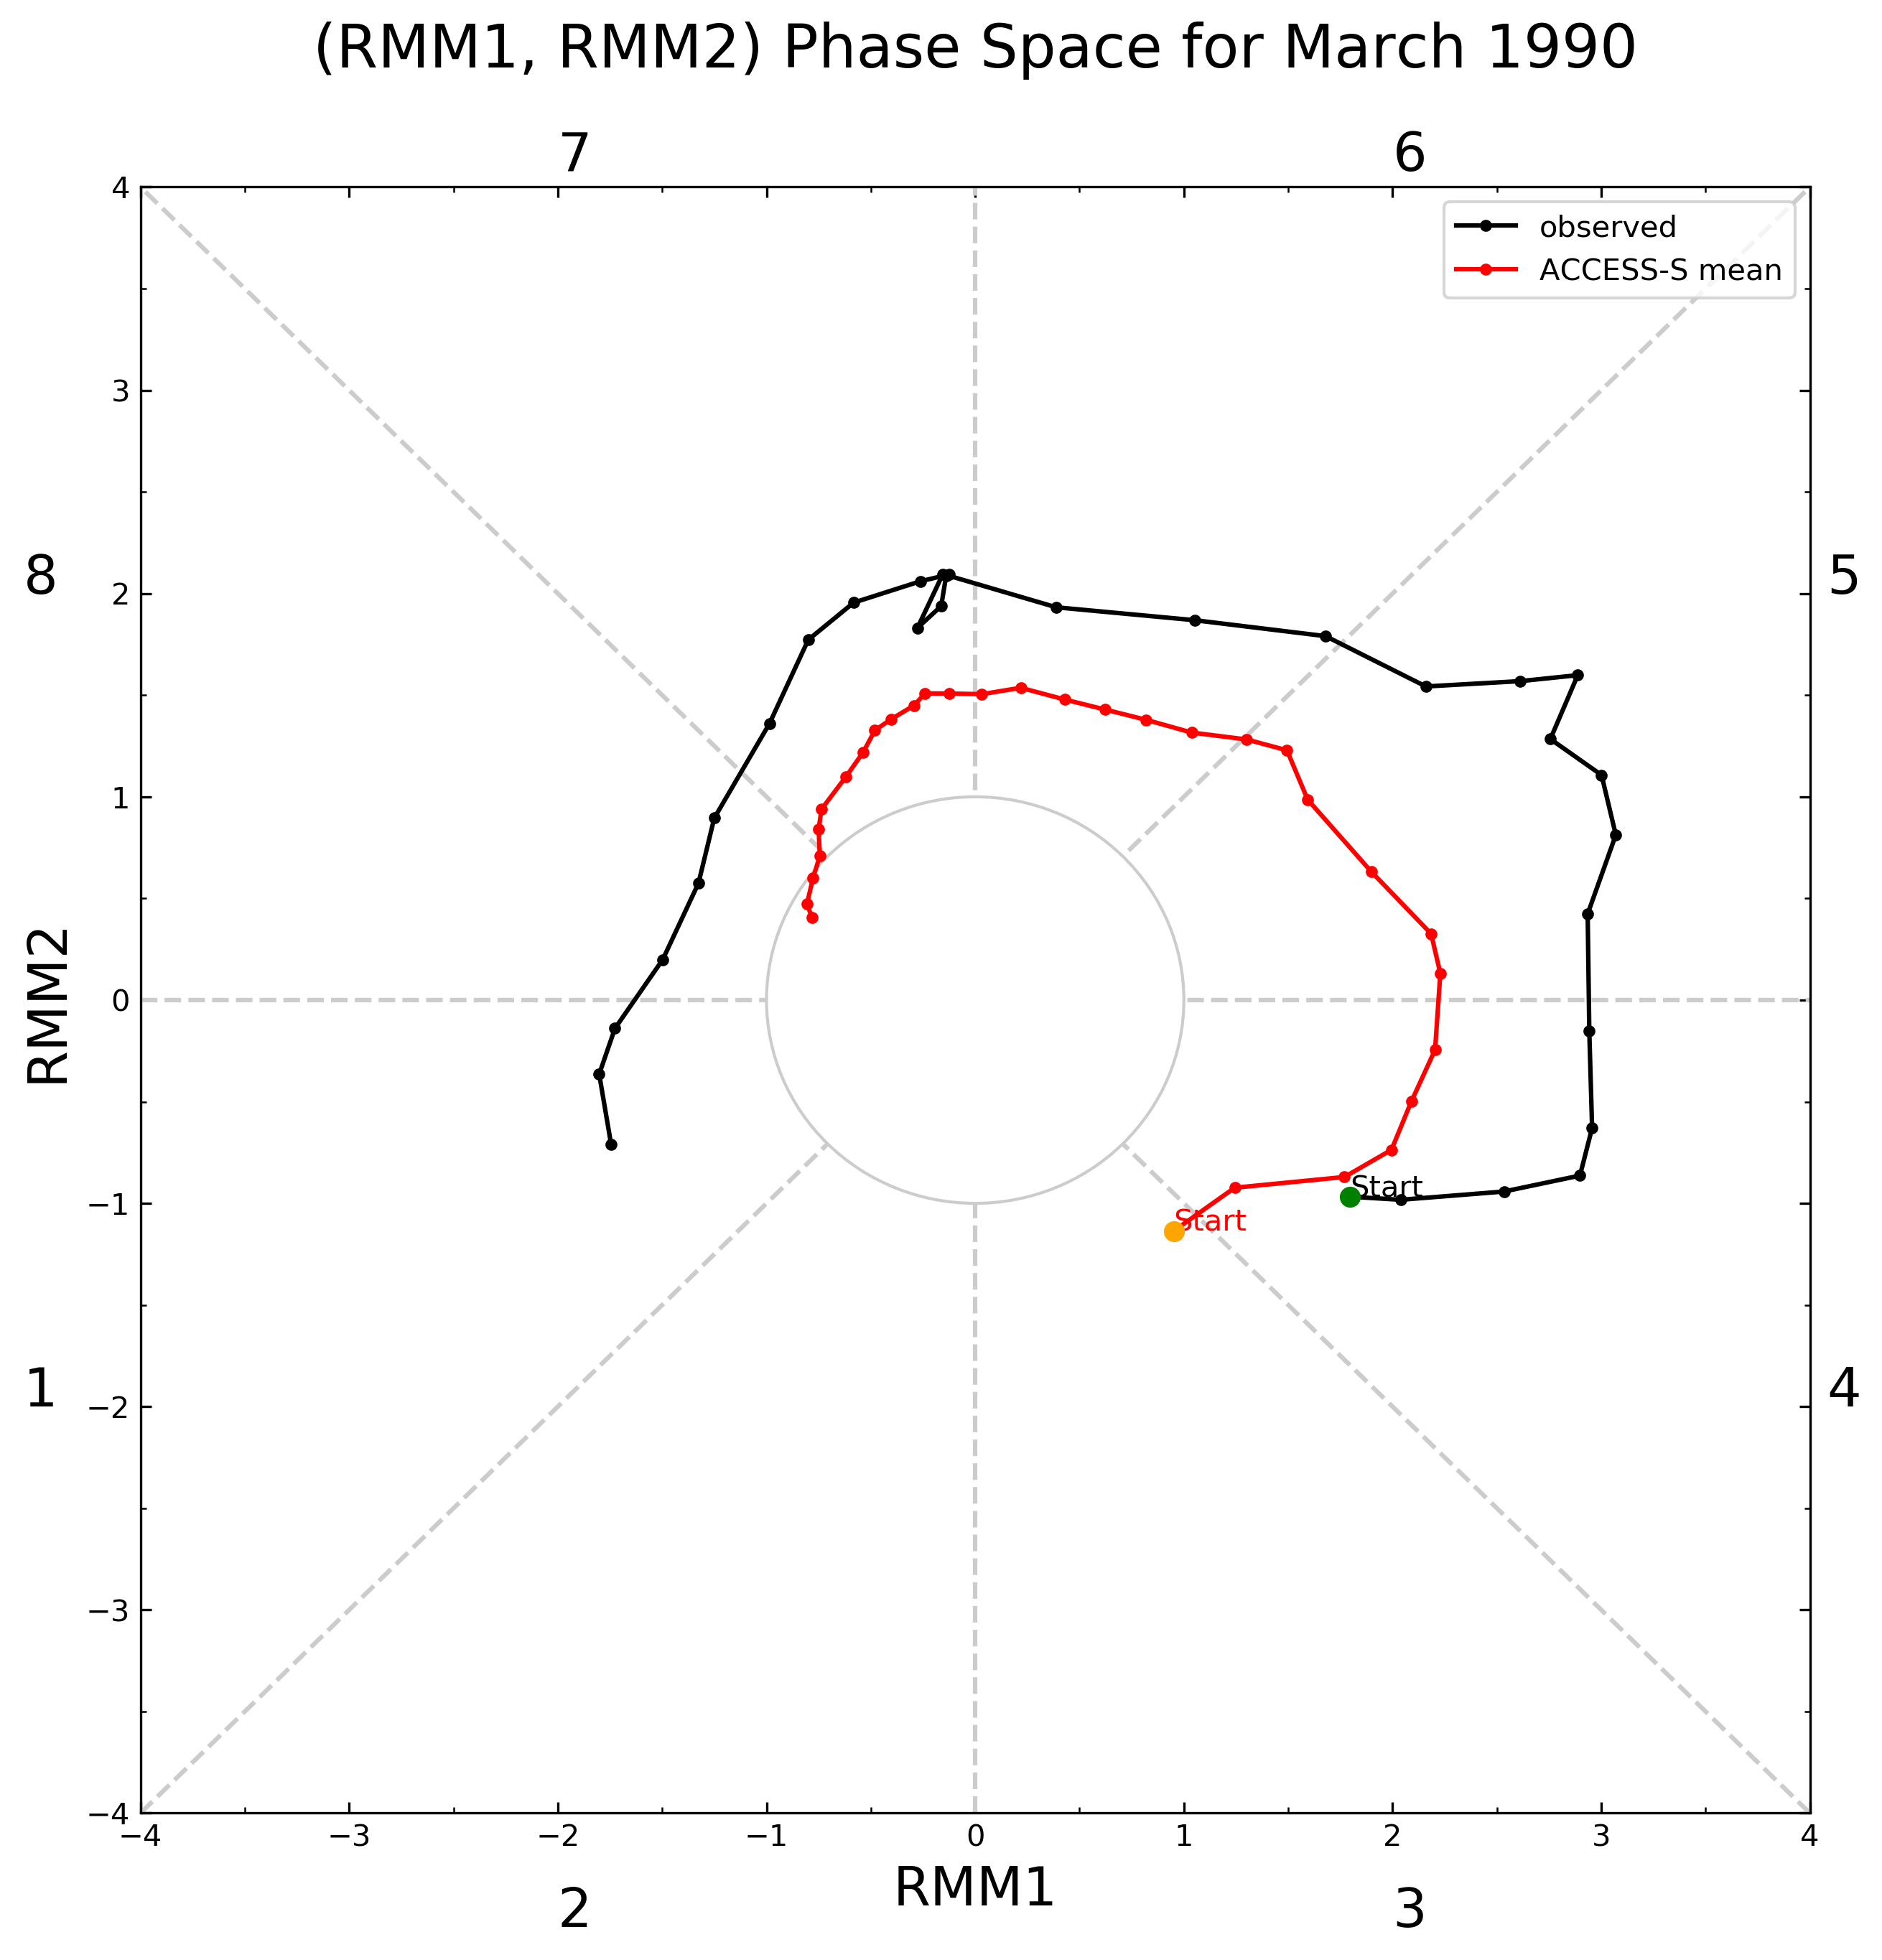 (RMM1, RMM2) Phase Space for March 1990
7 6
4
observed
ACCESS-S mean
3
8 5
2
1
RMM2
0
Start
−1
Start
1 4
−2
−3
−4
−4 −3 −2 −1 0 1 2 3 4
RMM1
2 3